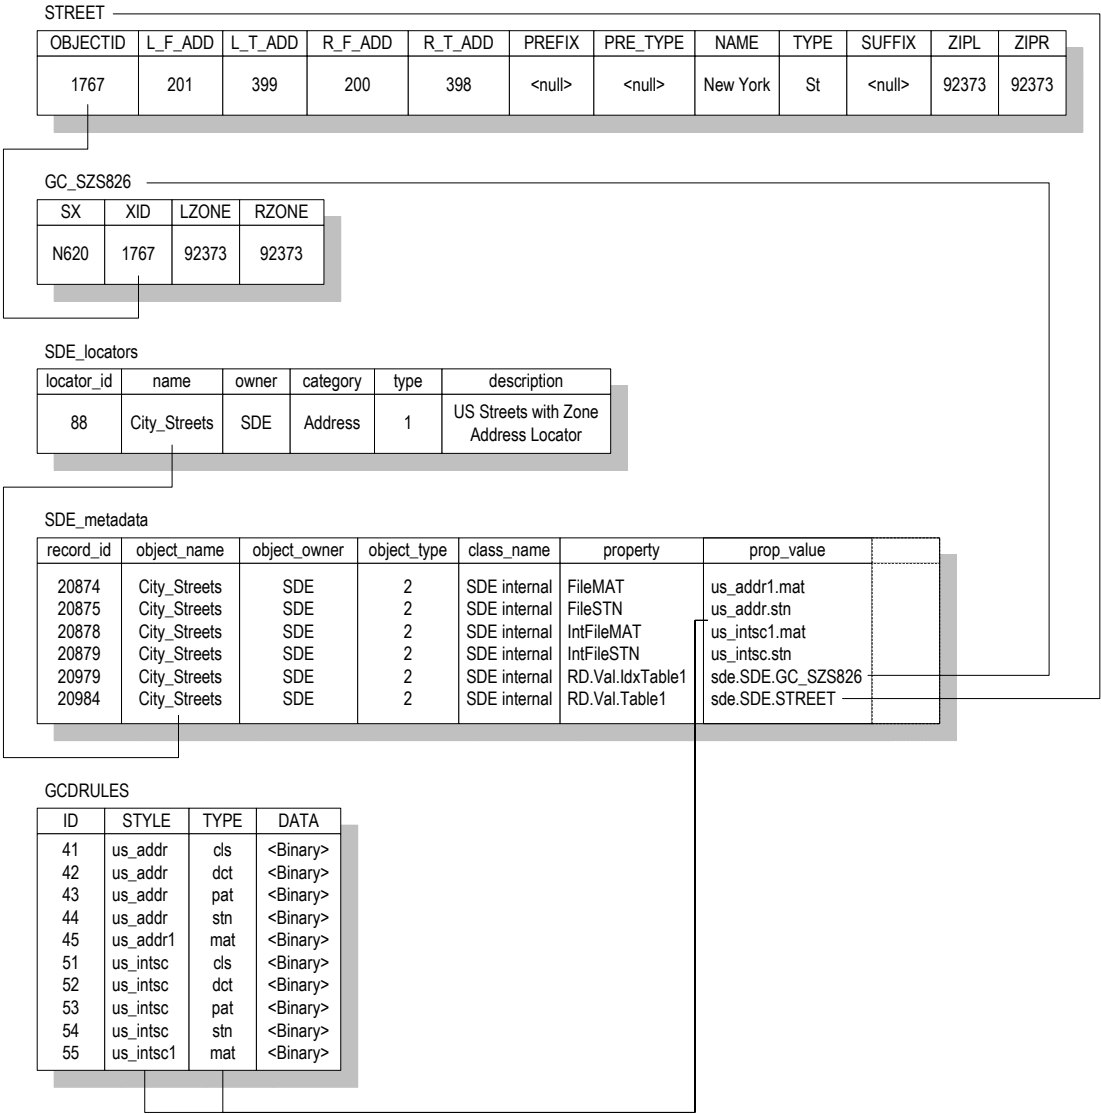 STREET
OBJECTID L_F_ADD L_T_ADD R_F_ADD R_T_ADD PREFIX PRE_TYPE NAME TYPE SUFFIX ZIPL ZIPR
1767 201 399 200 398 <null> <null> New York St <null> 92373 92373
GC_SZS826
SX XID LZONE RZONE
N620 1767 92373 92373
SDE_locators
locator_id name owner category type description
88 City_Streets SDE Address 1 US Streets with Zone
Address Locator
SDE_metadata
record_id object_name object_owner object_type class_name property prop_value
20874 City_Streets SDE 2 SDE internal FileMAT us_addr1.mat
20875 City_Streets SDE 2 SDE internal FileSTN us_addr.stn
20878 City_Streets SDE 2 SDE internal IntFileMAT us_intsc1.mat
20879 City_Streets SDE 2 SDE internal IntFileSTN us_intsc.stn
20979 City_Streets SDE 2 SDE internal RD.Val.IdxTable1 sde.SDE.GC_SZS826
20984 City_Streets SDE 2 SDE internal RD.Val.Table1 sde.SDE.STREET
GCDRULES
ID STYLE TYPE DATA
41 us_addr cls <Binary>
42 us_addr dct <Binary>
43 us_addr pat <Binary>
44 us_addr stn <Binary>
45 us_addr1 mat <Binary>
51 us_intsc cls <Binary>
52 us_intsc dct <Binary>
53 us_intsc pat <Binary>
54 us_intsc stn <Binary>
55 us_intsc1 mat <Binary>